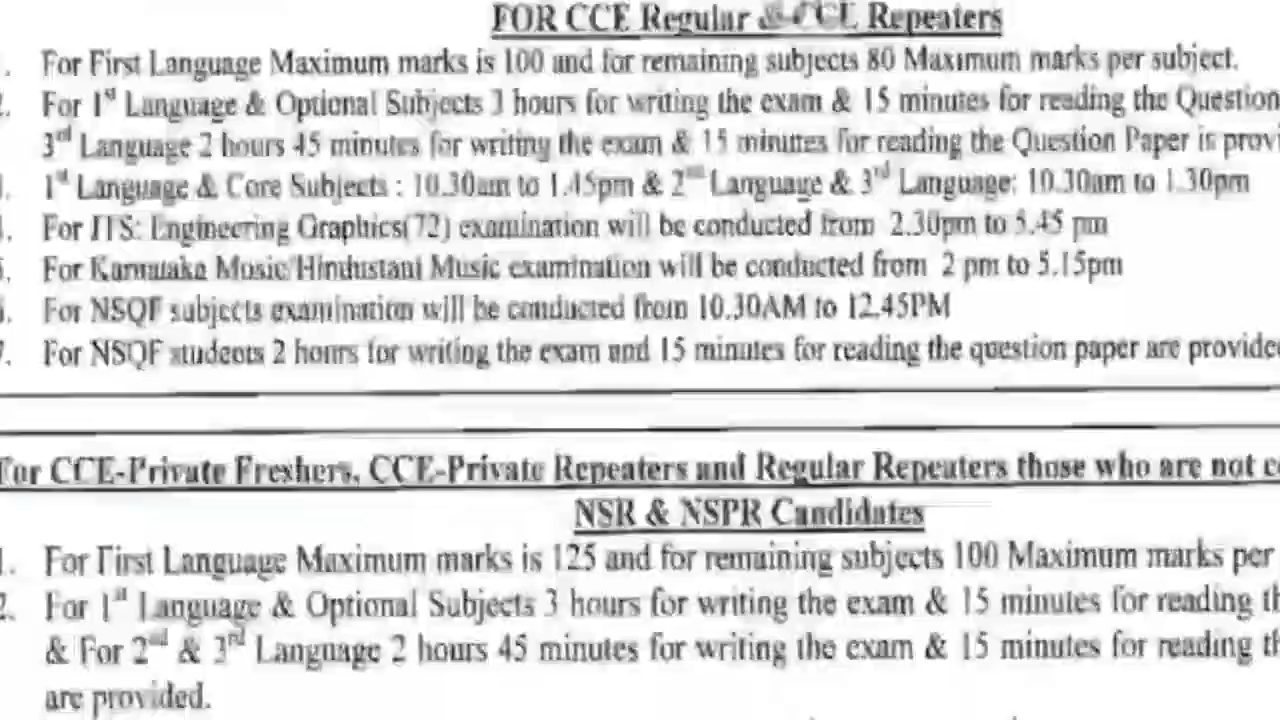 FOR CCE Regular & CCE Repeaters
. For First Language Maximum marks is 100 and for remaining subjects 80 Maximum marks per subject.
2. For 1st Language & Optional Subjects 3 hours for writing the exam & 15 minutes for reading the Question
3rd Language 2 hours 45 minutes for writing the exam & 15 minutes for reading the Question Paper is provi
. 1st Language & Core Subjects : 10.30am to 1.45pm & 2nd Language & 3rd Language: 10.30am to 1.30pm
. For JTS: Engineering Graphics(72) examination will be conducted from 2.30pm to 5.45 pm
. For Karnataka Music/Hindustani Music examination will be conducted from 2 pm to 5.15pm
. For NSQF subjects examination will be conducted from 10.30AM to 12.45PM
7. For NSQF students 2 hours for writing the exam and 15 minutes for reading the question paper are provided
For CCE-Private Freshers, CCE-Private Repeaters and Regular Repeaters those who are not c
NSR & NSPR Candidates
1. For First Language Maximum marks is 125 and for remaining subjects 100 Maximum marks per
2. For 1st Language & Optional Subjects 3 hours for writing the exam & 15 minutes for reading th
& For 2nd & 3rd Language 2 hours 45 minutes for writing the exam & 15 minutes for reading th
are provided.